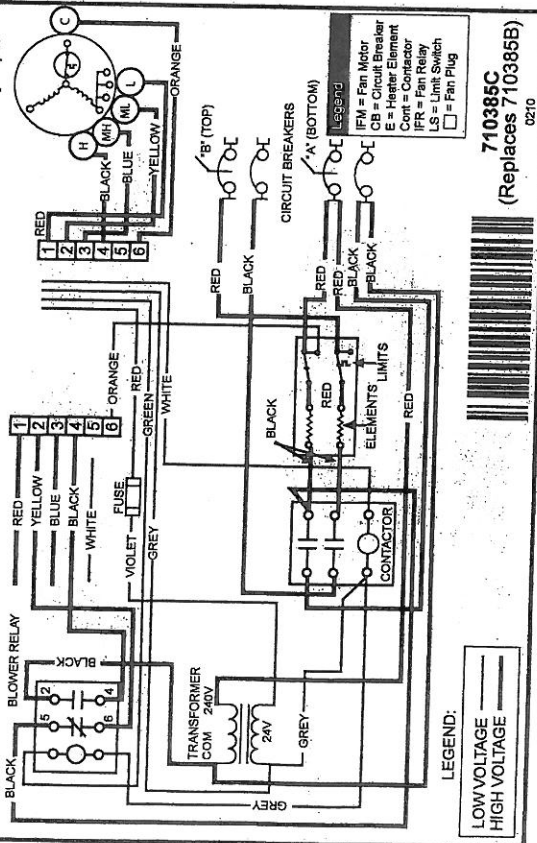 BLACK
BLOWER RELAY
2
4
5
6
BLACK
RED
YELLOW
BLUE
BLACK
WHITE
1
2
3
4
5
6
ORANGE
VIOLET
FUSE
RED
GREEN
GREY
WHITE
RED
1
2
3
4
5
6
BLACK
BLUE
YELLOW
ORANGE
H
MH
ML
L
C
TRANSFORMER
COM 240V
24V
GREY
GREY
BLACK
ELEMENTS
LIMITS
RED
CONTACTOR
RED
BLACK
RED
RED
BLACK
BLACK
RED
"B" (TOP)
CIRCUIT BREAKERS
"A" (BOTTOM)
Legend
IFM = Fan Motor
CB = Circuit Breaker
E = Heater Element
Cont = Contactor
IFR = Fan Relay
LS = Limit Switch
= Fan Plug
LEGEND:
LOW VOLTAGE
HIGH VOLTAGE
710385C
(Replaces 710385B)
0210